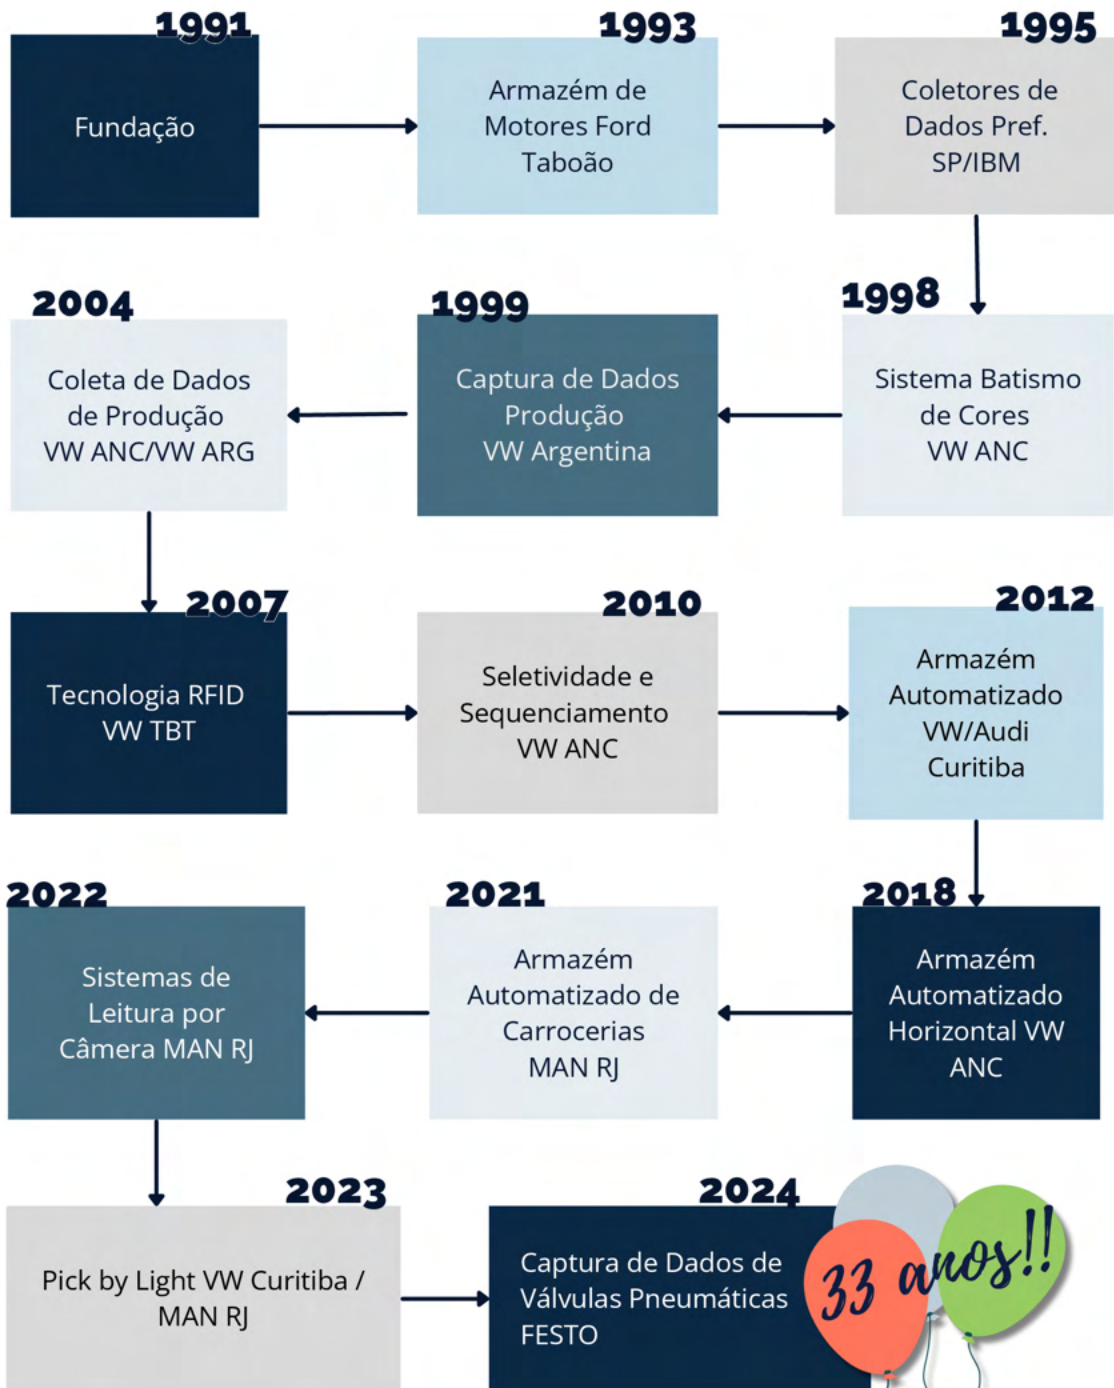 1991
Fundação
1993
Armazém de
Motores Ford
Taboão
1995
Coletores de
Dados Pref.
SP/IBM
1998
Sistema Batismo
de Cores
VW ANC
1999
Captura de Dados
Produção
VW Argentina
2004
Coleta de Dados
de Produção
VW ANC/VW ARG
2007
Tecnologia RFID
VW TBT
2010
Seletividade e
Sequenciamento
VW ANC
2012
Armazém
Automatizado
VW/Audi
Curitiba
2018
Armazém
Automatizado
Horizontal VW
ANC
2021
Armazém
Automatizado de
Carrocerias
MAN RJ
2022
Sistemas de
Leitura por
Câmera MAN RJ
2023
Pick by Light VW Curitiba /
MAN RJ
2024
Captura de Dados de
Válvulas Pneumáticas
FESTO
33 anos!!